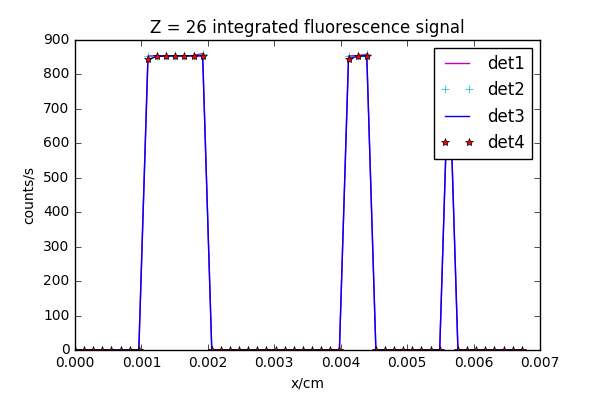 Z = 26 integrated fluorescence signal
900
800
700
600
500
400
300
200
100
0
counts/s
det1
det2
det3
det4
0.000 0.001 0.002 0.003 0.004 0.005 0.006 0.007
x/cm